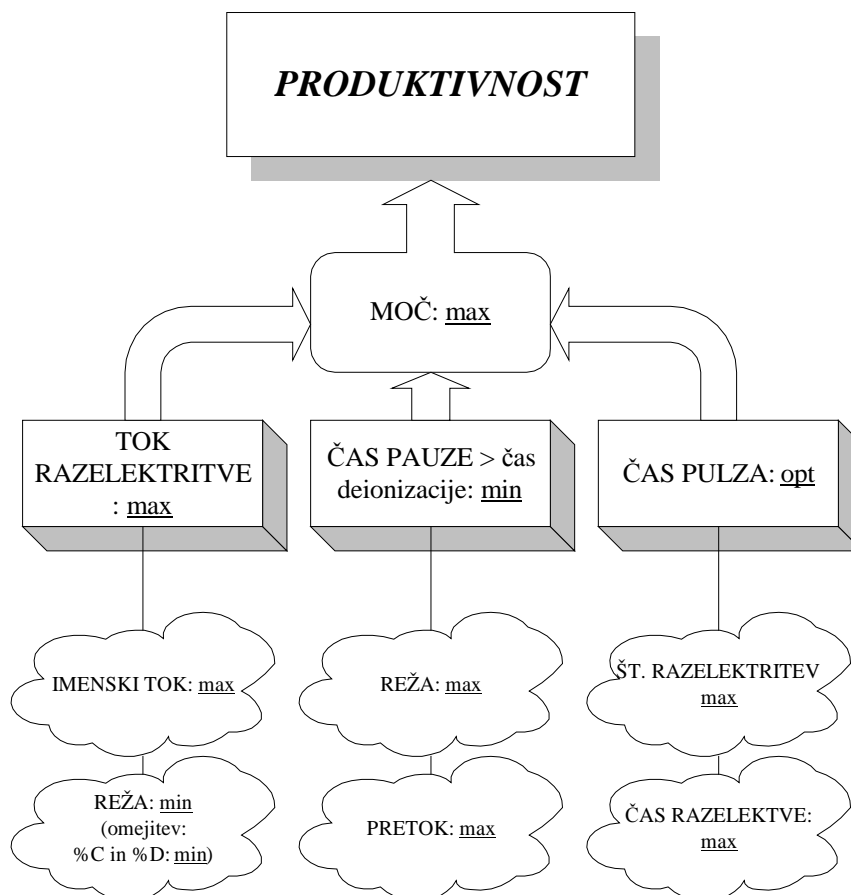 PRODUKTIVNOST
MOČ: max
TOK
RAZELEKTRITVE
: max
ČAS PAUZE > čas
deionizacije: min
ČAS PULZA: opt
IMENSKI TOK: max
REŽA: max
ŠT. RAZELEKTRITEV
max
REŽA: min
(omejitev:
%C in %D: min)
PRETOK: max
ČAS RAZELEKTVE:
max